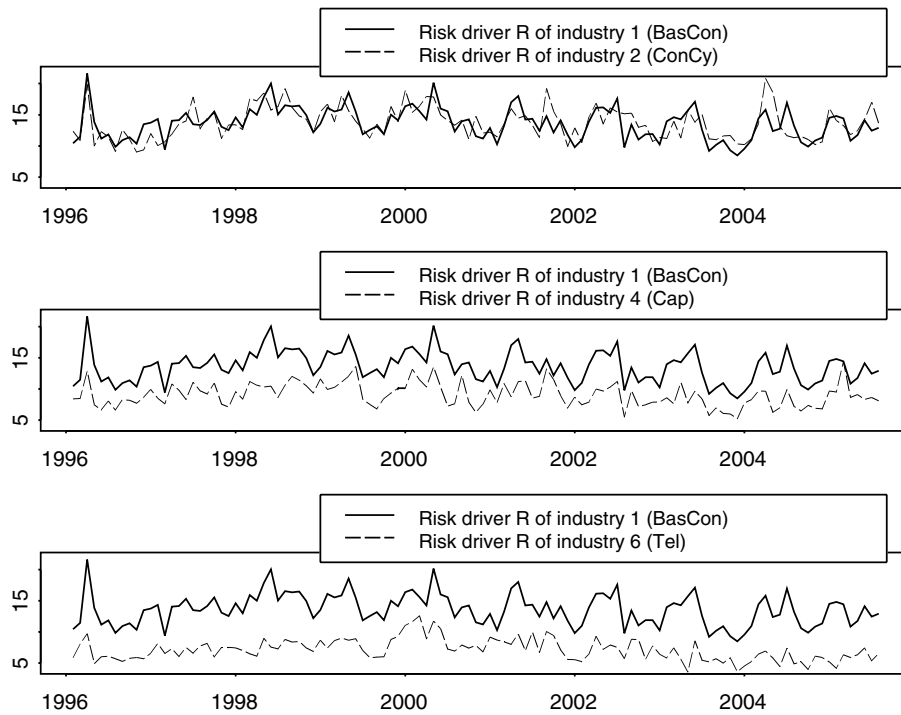 Risk driver R of industry 1 (BasCon)
Risk driver R of industry 2 (ConCy)
15
5
1996 1998 2000 2002 2004
Risk driver R of industry 1 (BasCon)
Risk driver R of industry 4 (Cap)
15
5
1996 1998 2000 2002 2004
Risk driver R of industry 1 (BasCon)
Risk driver R of industry 6 (Tel)
15
5
1996 1998 2000 2002 2004